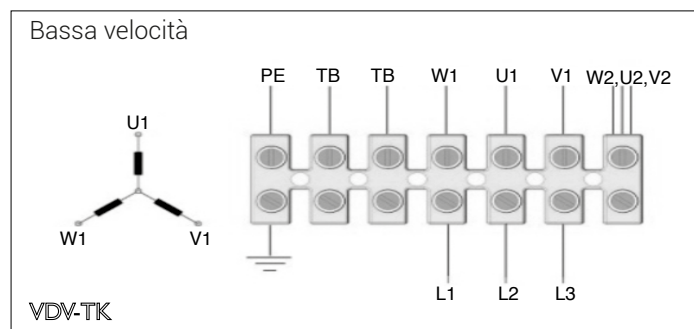 Bassa velocità
PE TB TB W1 U1 V1 W2,U2,V2
U1
W1 V1
L1 L2 L3
VDV-TK